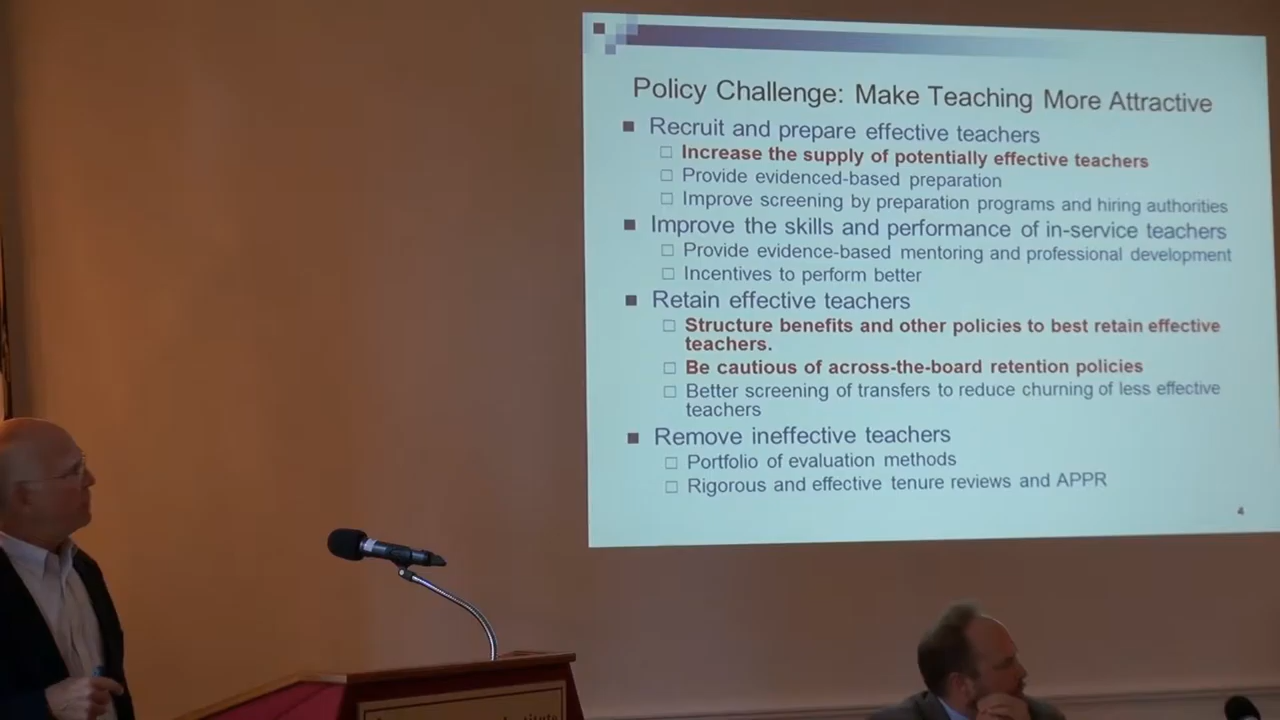 Policy Challenge: Make Teaching More Attractive
Recruit and prepare effective teachers
Increase the supply of potentially effective teachers
Provide evidenced-based preparation
Improve screening by preparation programs and hiring authorities
Improve the skills and performance of in-service teachers
Provide evidence-based mentoring and professional development
Incentives to perform better
Retain effective teachers
Structure benefits and other policies to best retain effective
teachers.
Be cautious of across-the-board retention policies
Better screening of transfers to reduce churning of less effective
teachers
Remove ineffective teachers
Portfolio of evaluation methods
Rigorous and effective tenure reviews and APPR
4